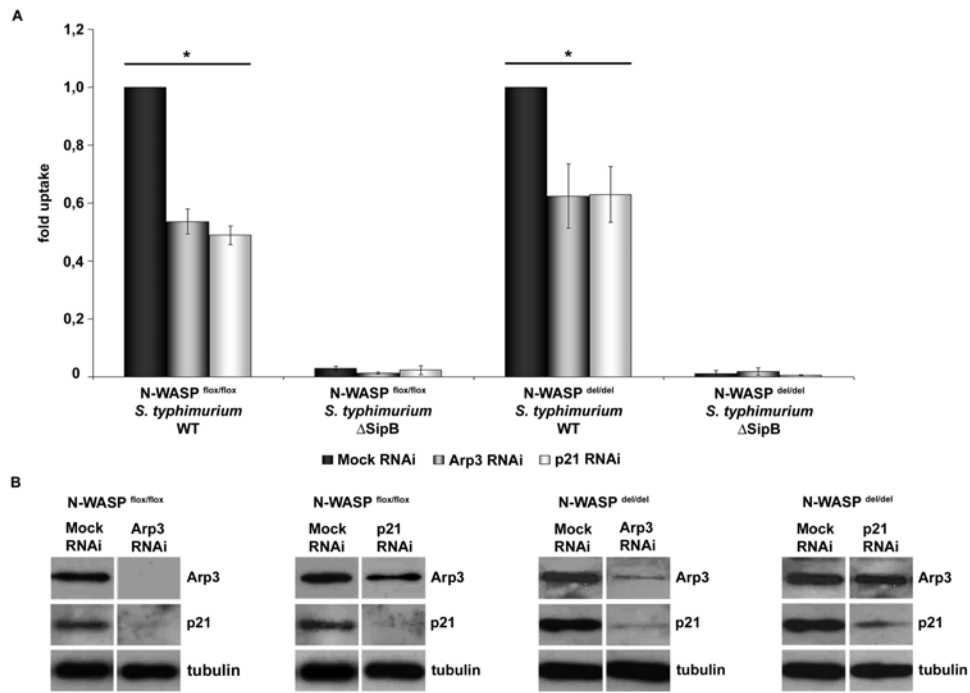 A
1,2
*
*
1,0
0,8
0,6
0,4
0,2
0
fold uptake
N-WASP flox/flox
S. typhimurium
WT
N-WASP flox/flox
S. typhimurium
ΔSipB
N-WASP del/del
S. typhimurium
WT
N-WASP del/del
S. typhimurium
ΔSipB
Mock RNAi Arp3 RNAi p21 RNAi
B
N-WASP flox/flox
Mock Arp3
RNAi RNAi
Arp3
p21
tubulin
N-WASP flox/flox
Mock p21
RNAi RNAi
Arp3
p21
tubulin
N-WASP del/del
Mock Arp3
RNAi RNAi
Arp3
p21
tubulin
N-WASP del/del
Mock p21
RNAi RNAi
Arp3
p21
tubulin